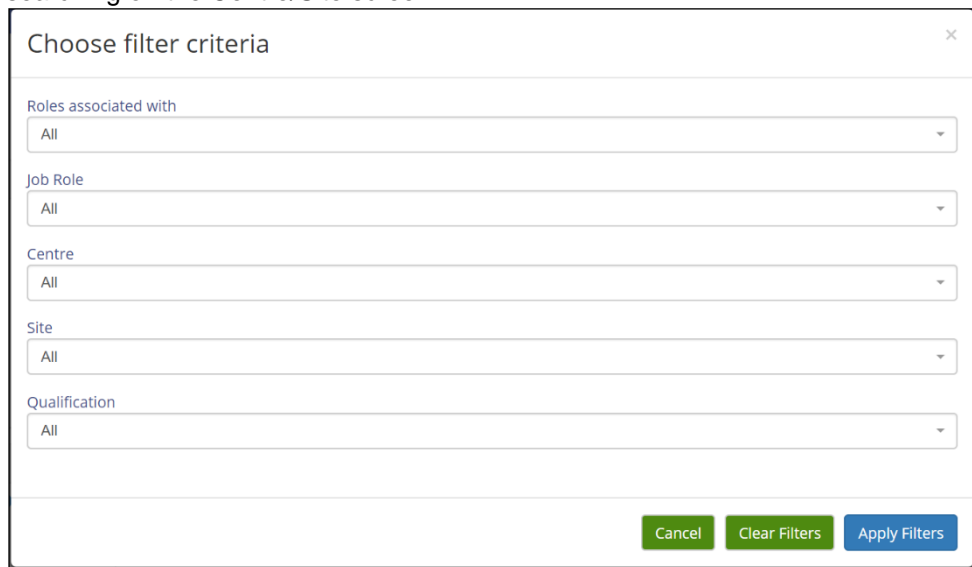 Choose filter criteria
×
Roles associated with
All
Job Role
All
Centre
All
Site
All
Qualification
All
Cancel Clear Filters Apply Filters